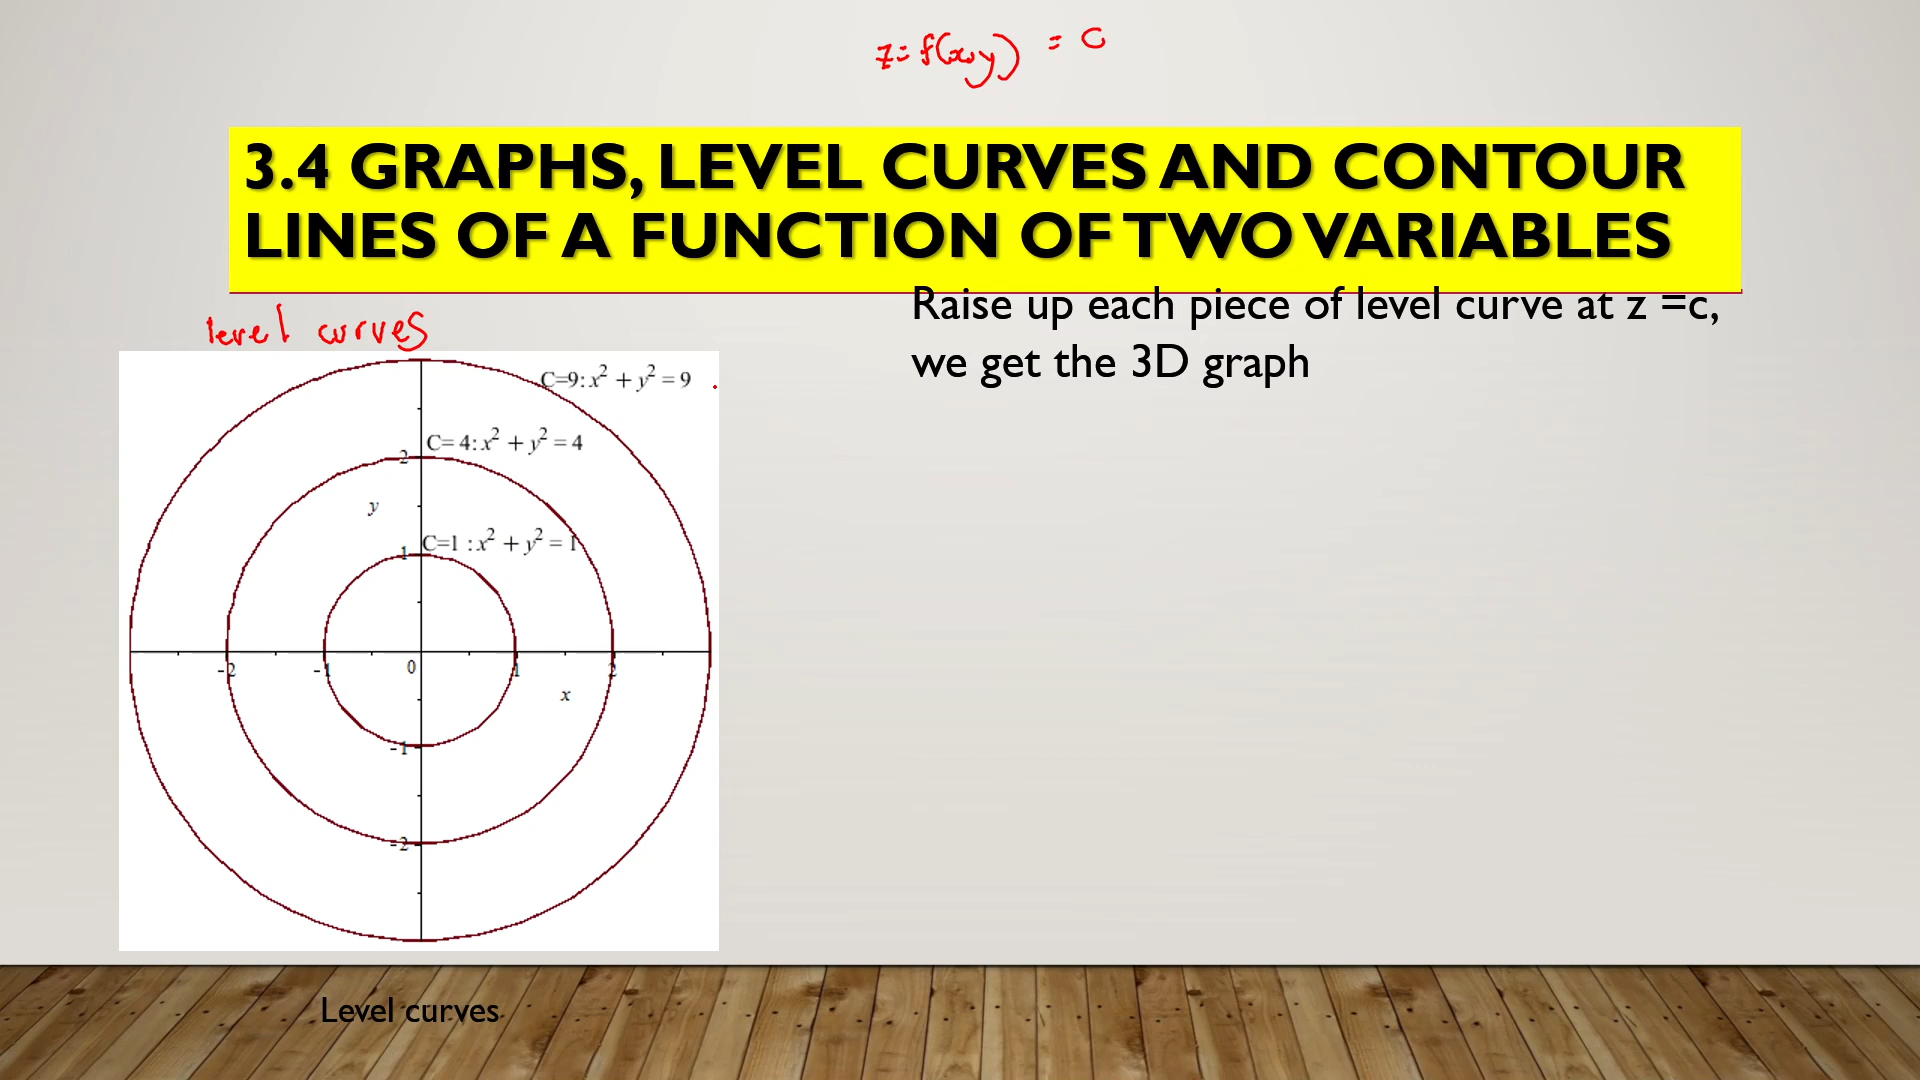 z = f(x,y) = c
3.4 GRAPHS, LEVEL CURVES AND CONTOUR
LINES OF A FUNCTION OF TWO VARIABLES
Raise up each piece of level curve at z =c,
we get the 3D graph
level curves
C=9: x² + y² = 9
C= 4: x² + y² = 4
2
y
C=1 : x² + y² = 1
1
-2 -1 0 1 2
x
-1
-2
Level curves